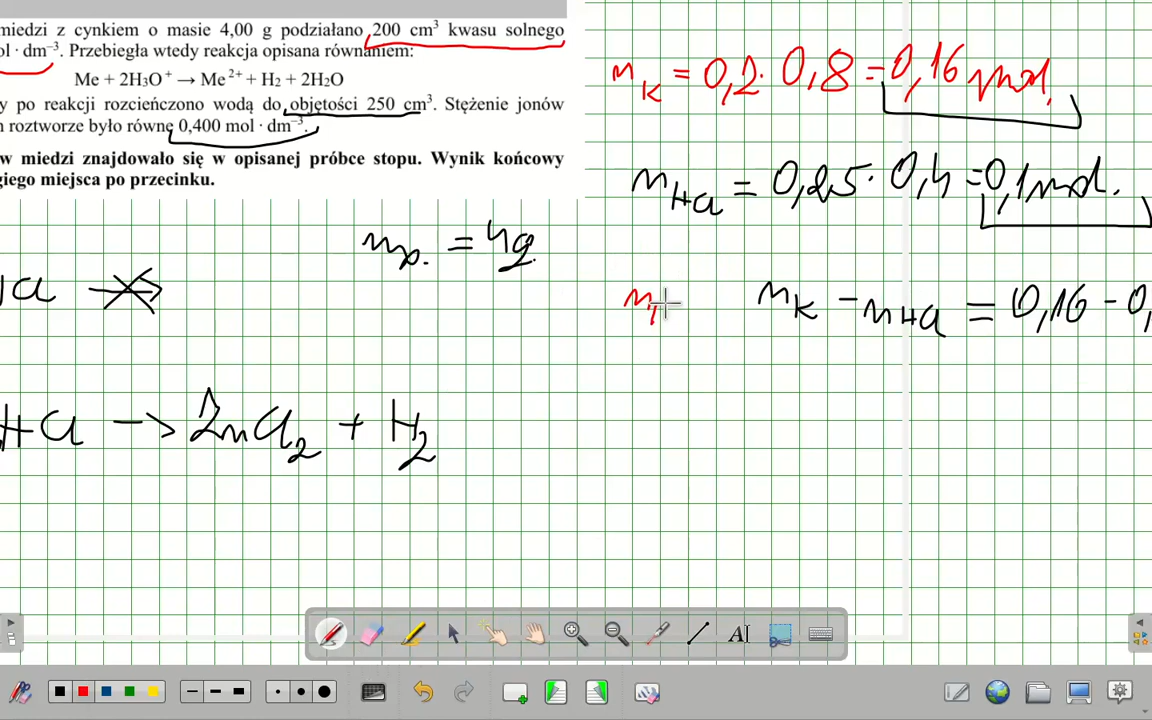 miedzi z cynkiem o masie 4,00 g podziałano 200 cm³ kwasu solnego
ol · dm⁻³. Przebiegła wtedy reakcja opisana równaniem:
Me + 2H₃O⁺ → Me²⁺ + H₂ + 2H₂O
y po reakcji rozcieńczono wodą do objętości 250 cm³. Stężenie jonów
n roztworze było równe 0,400 mol · dm⁻³.
w miedzi znajdowało się w opisanej próbce stopu. Wynik końcowy
giego miejsca po przecinku.
n_K = 0,2 · 0,8 = 0,16 mol.
n_HCl = 0,25 · 0,4 = 0,1 mol.
m_p. = 4g
HCl →
n_K - n_HCl = 0,16 - 0,
HCl → ZnCl₂ + H₂